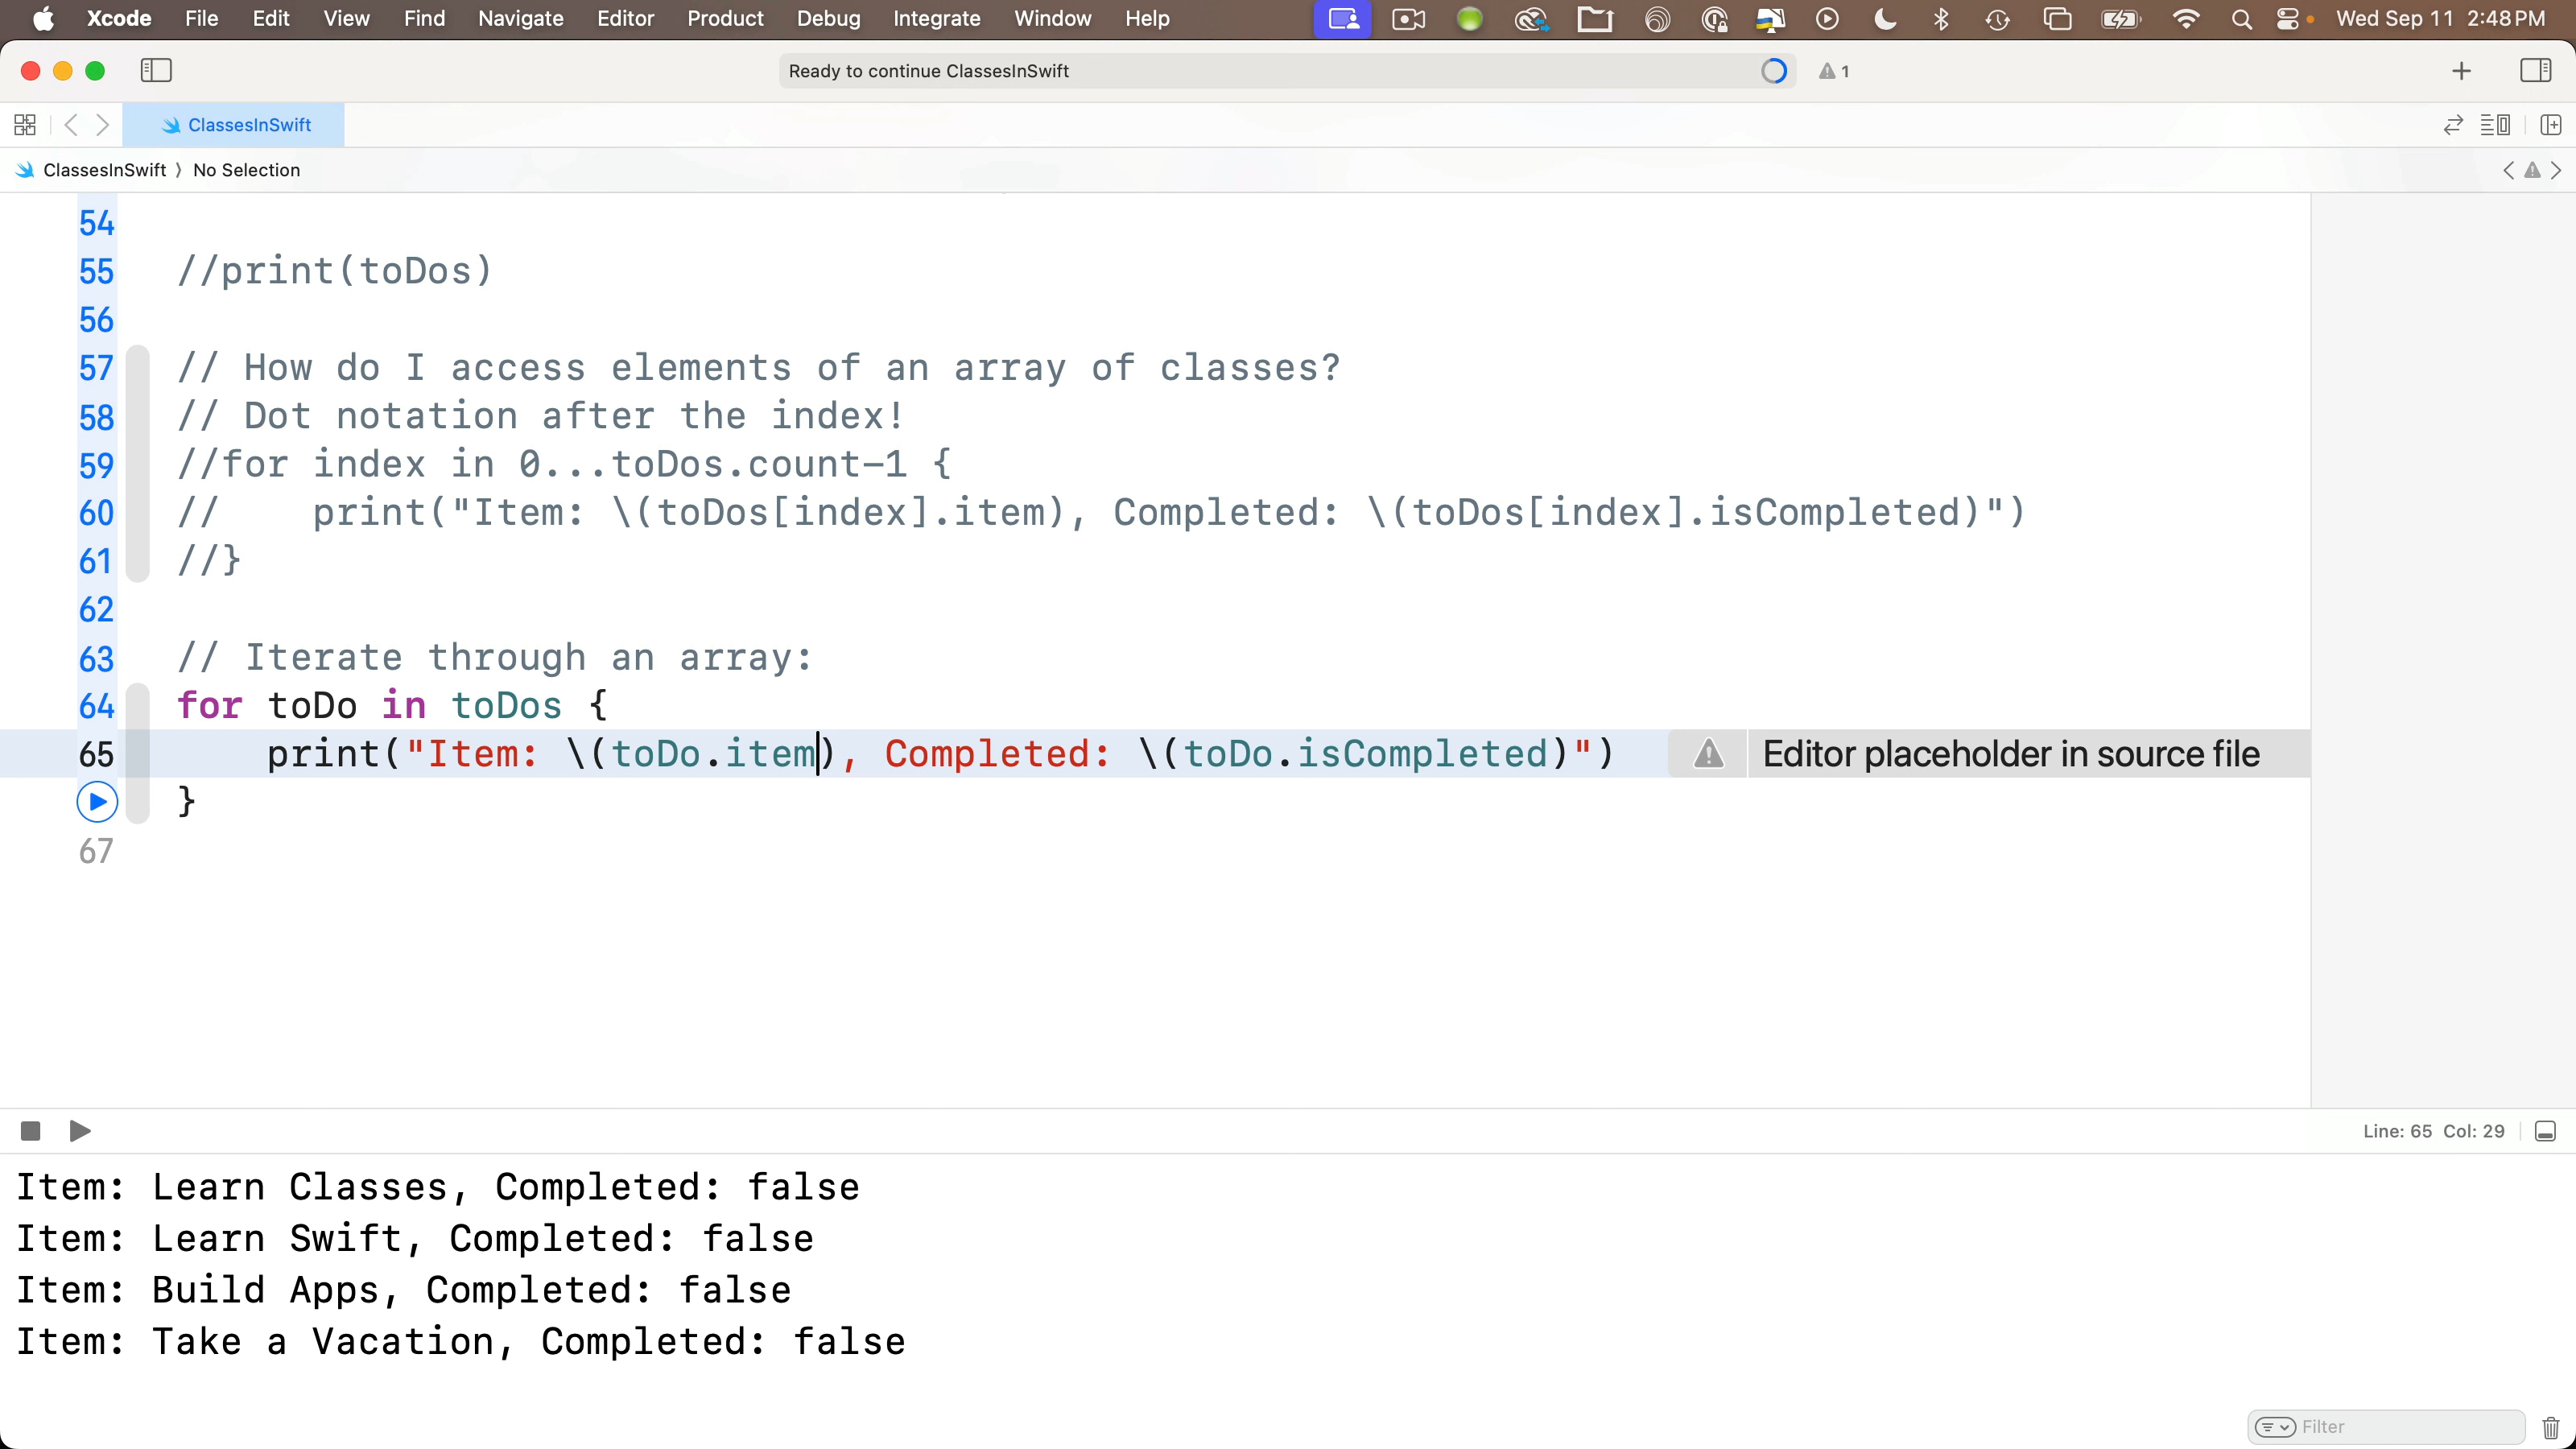 Xcode File Edit View Find Navigate Editor Product Debug Integrate Window Help Wed Sep 11 2:48 PM
Ready to continue ClassesInSwift 1
ClassesInSwift
ClassesInSwift No Selection
54
55 //print(toDos)
56
57 // How do I access elements of an array of classes?
58 // Dot notation after the index!
59 //for index in 0...toDos.count-1 {
60 //    print("Item: \(toDos[index].item), Completed: \(toDos[index].isCompleted)")
61 //}
62
63 // Iterate through an array:
64 for toDo in toDos {
65     print("Item: \(toDo.item), Completed: \(toDo.isCompleted)") Editor placeholder in source file
}
67
Line: 65 Col: 29
Item: Learn Classes, Completed: false
Item: Learn Swift, Completed: false
Item: Build Apps, Completed: false
Item: Take a Vacation, Completed: false
Filter